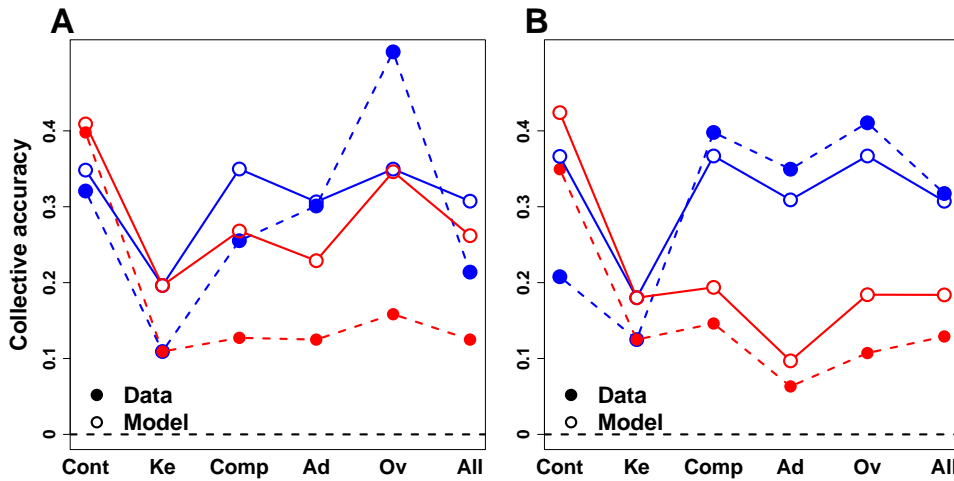 A
B
Collective accuracy
0.4
0.3
0.2
0.1
0
Data
Model
Cont Ke Comp Ad Ov All
0.4
0.3
0.2
0.1
0
Data
Model
Cont Ke Comp Ad Ov All